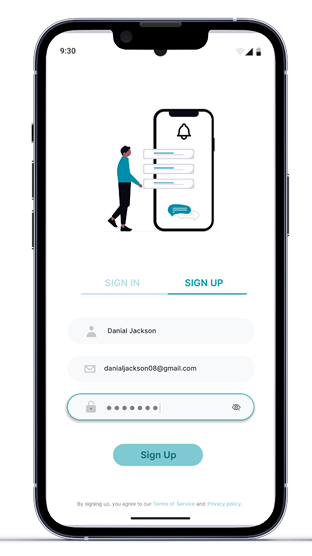 9:30
SIGN IN
SIGN UP
Danial Jackson
danialjackson08@gmail.com
Sign Up
By signing up, you agree to our Terms of Service and Privacy policy.